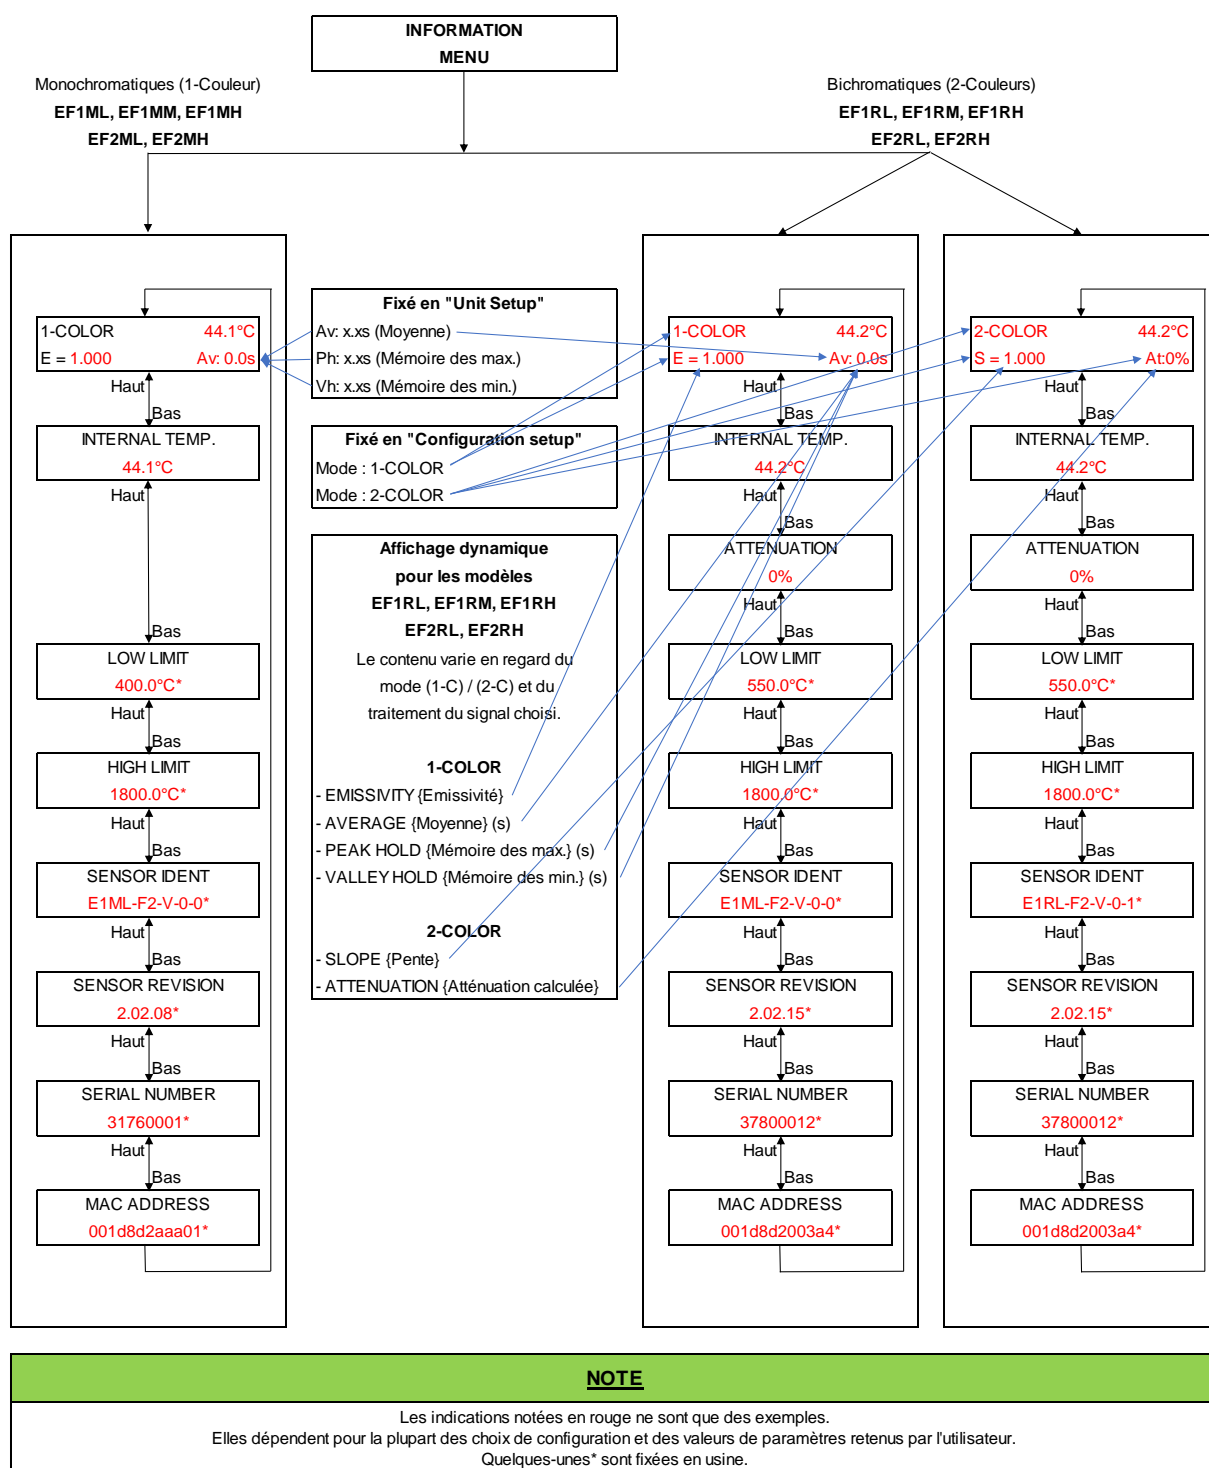 INFORMATION
MENU
Monochromatiques (1-Couleur)
EF1ML, EF1MM, EF1MH
EF2ML, EF2MH
Bichromatiques (2-Couleurs)
EF1RL, EF1RM, EF1RH
EF2RL, EF2RH
1-COLOR 44.1°C
E = 1.000 Av: 0.0s
Haut
Bas
INTERNAL TEMP.
44.1°C
Haut
Bas
LOW LIMIT
400.0°C*
Haut
Bas
HIGH LIMIT
1800.0°C*
Haut
Bas
SENSOR IDENT
E1ML-F2-V-0-0*
Haut
Bas
SENSOR REVISION
2.02.08*
Haut
Bas
SERIAL NUMBER
31760001*
Haut
Bas
MAC ADDRESS
001d8d2aaa01*
Fixé en "Unit Setup"
Av: x.xs (Moyenne)
Ph: x.xs (Mémoire des max.)
Vh: x.xs (Mémoire des min.)
Fixé en "Configuration setup"
Mode : 1-COLOR
Mode : 2-COLOR
Affichage dynamique
pour les modèles
EF1RL, EF1RM, EF1RH
EF2RL, EF2RH
Le contenu varie en regard du
mode (1-C) / (2-C) et du
traitement du signal choisi.
1-COLOR
- EMISSIVITY {Emissivité}
- AVERAGE {Moyenne} (s)
- PEAK HOLD {Mémoire des max.} (s)
- VALLEY HOLD {Mémoire des min.} (s)
2-COLOR
- SLOPE {Pente}
- ATTENUATION {Atténuation calculée}
1-COLOR 44.2°C
E = 1.000 Av: 0.0s
Haut
Bas
INTERNAL TEMP.
44.2°C
Haut
Bas
ATTENUATION
0%
Haut
Bas
LOW LIMIT
550.0°C*
Haut
Bas
HIGH LIMIT
1800.0°C*
Haut
Bas
SENSOR IDENT
E1ML-F2-V-0-0*
Haut
Bas
SENSOR REVISION
2.02.15*
Haut
Bas
SERIAL NUMBER
37800012*
Haut
Bas
MAC ADDRESS
001d8d2003a4*
2-COLOR 44.2°C
S = 1.000 At:0%
Haut
Bas
INTERNAL TEMP.
44.2°C
Haut
Bas
ATTENUATION
0%
Haut
Bas
LOW LIMIT
550.0°C*
Haut
Bas
HIGH LIMIT
1800.0°C*
Haut
Bas
SENSOR IDENT
E1RL-F2-V-0-1*
Haut
Bas
SENSOR REVISION
2.02.15*
Haut
Bas
SERIAL NUMBER
37800012*
Haut
Bas
MAC ADDRESS
001d8d2003a4*
NOTE
Les indications notées en rouge ne sont que des exemples.
Elles dépendent pour la plupart des choix de configuration et des valeurs de paramètres retenus par l'utilisateur.
Quelques-unes* sont fixées en usine.